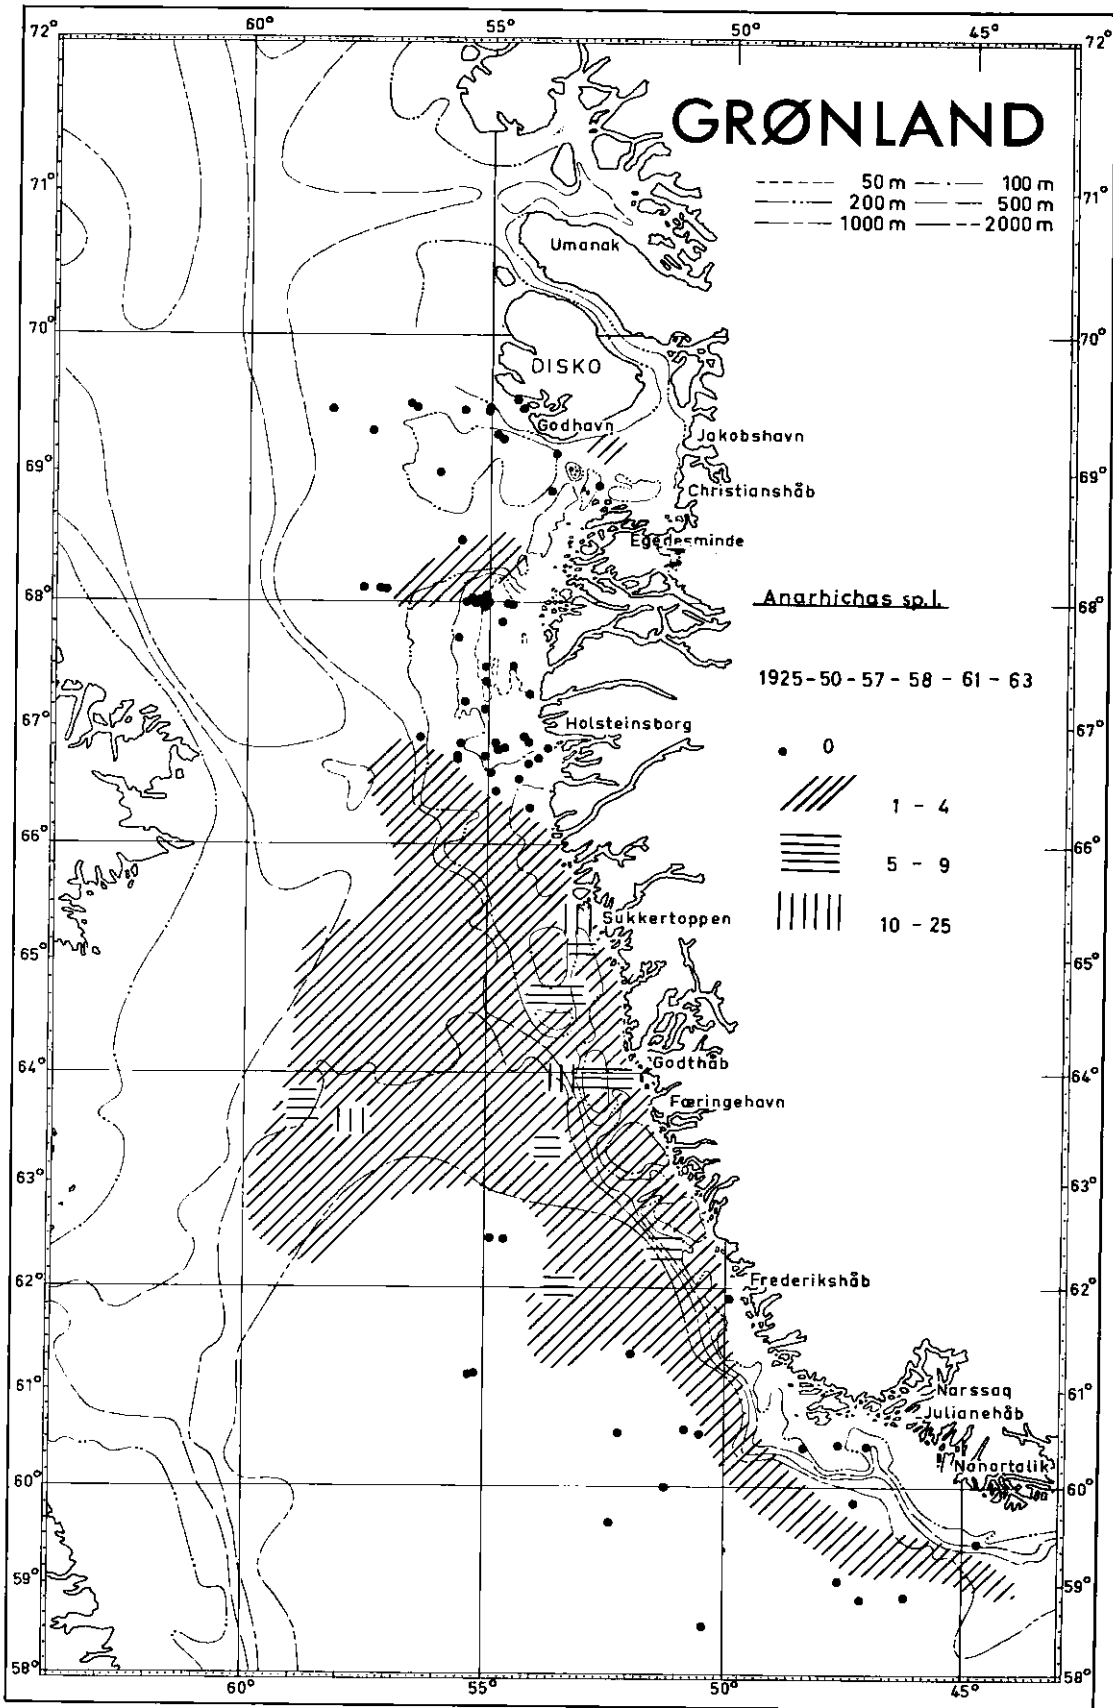 60° 55° 50° 45°
72° 72°
GRØNLAND
50 m 100 m
200 m 500 m
1000 m 2000 m
71° 71°
Umanak
70° 70°
DISKO
Godhavn
Jakobshavn
69° 69°
Christianshåb
Egedesminde
68° 68°
Anarhichas sp.l.
1925-50-57-58-61-63
67° 67°
Holsteinsborg
0
1 - 4
66° 66°
5 - 9
Sukkertoppen
10 - 25
65° 65°
Godthåb
64° 64°
Færingehavn
63° 63°
Frederikshåb
62° 62°
Narssaq
61° 61°
Julianehåb
Nanortalik
60° 60°
59° 59°
58° 58°
60° 55° 50° 45°